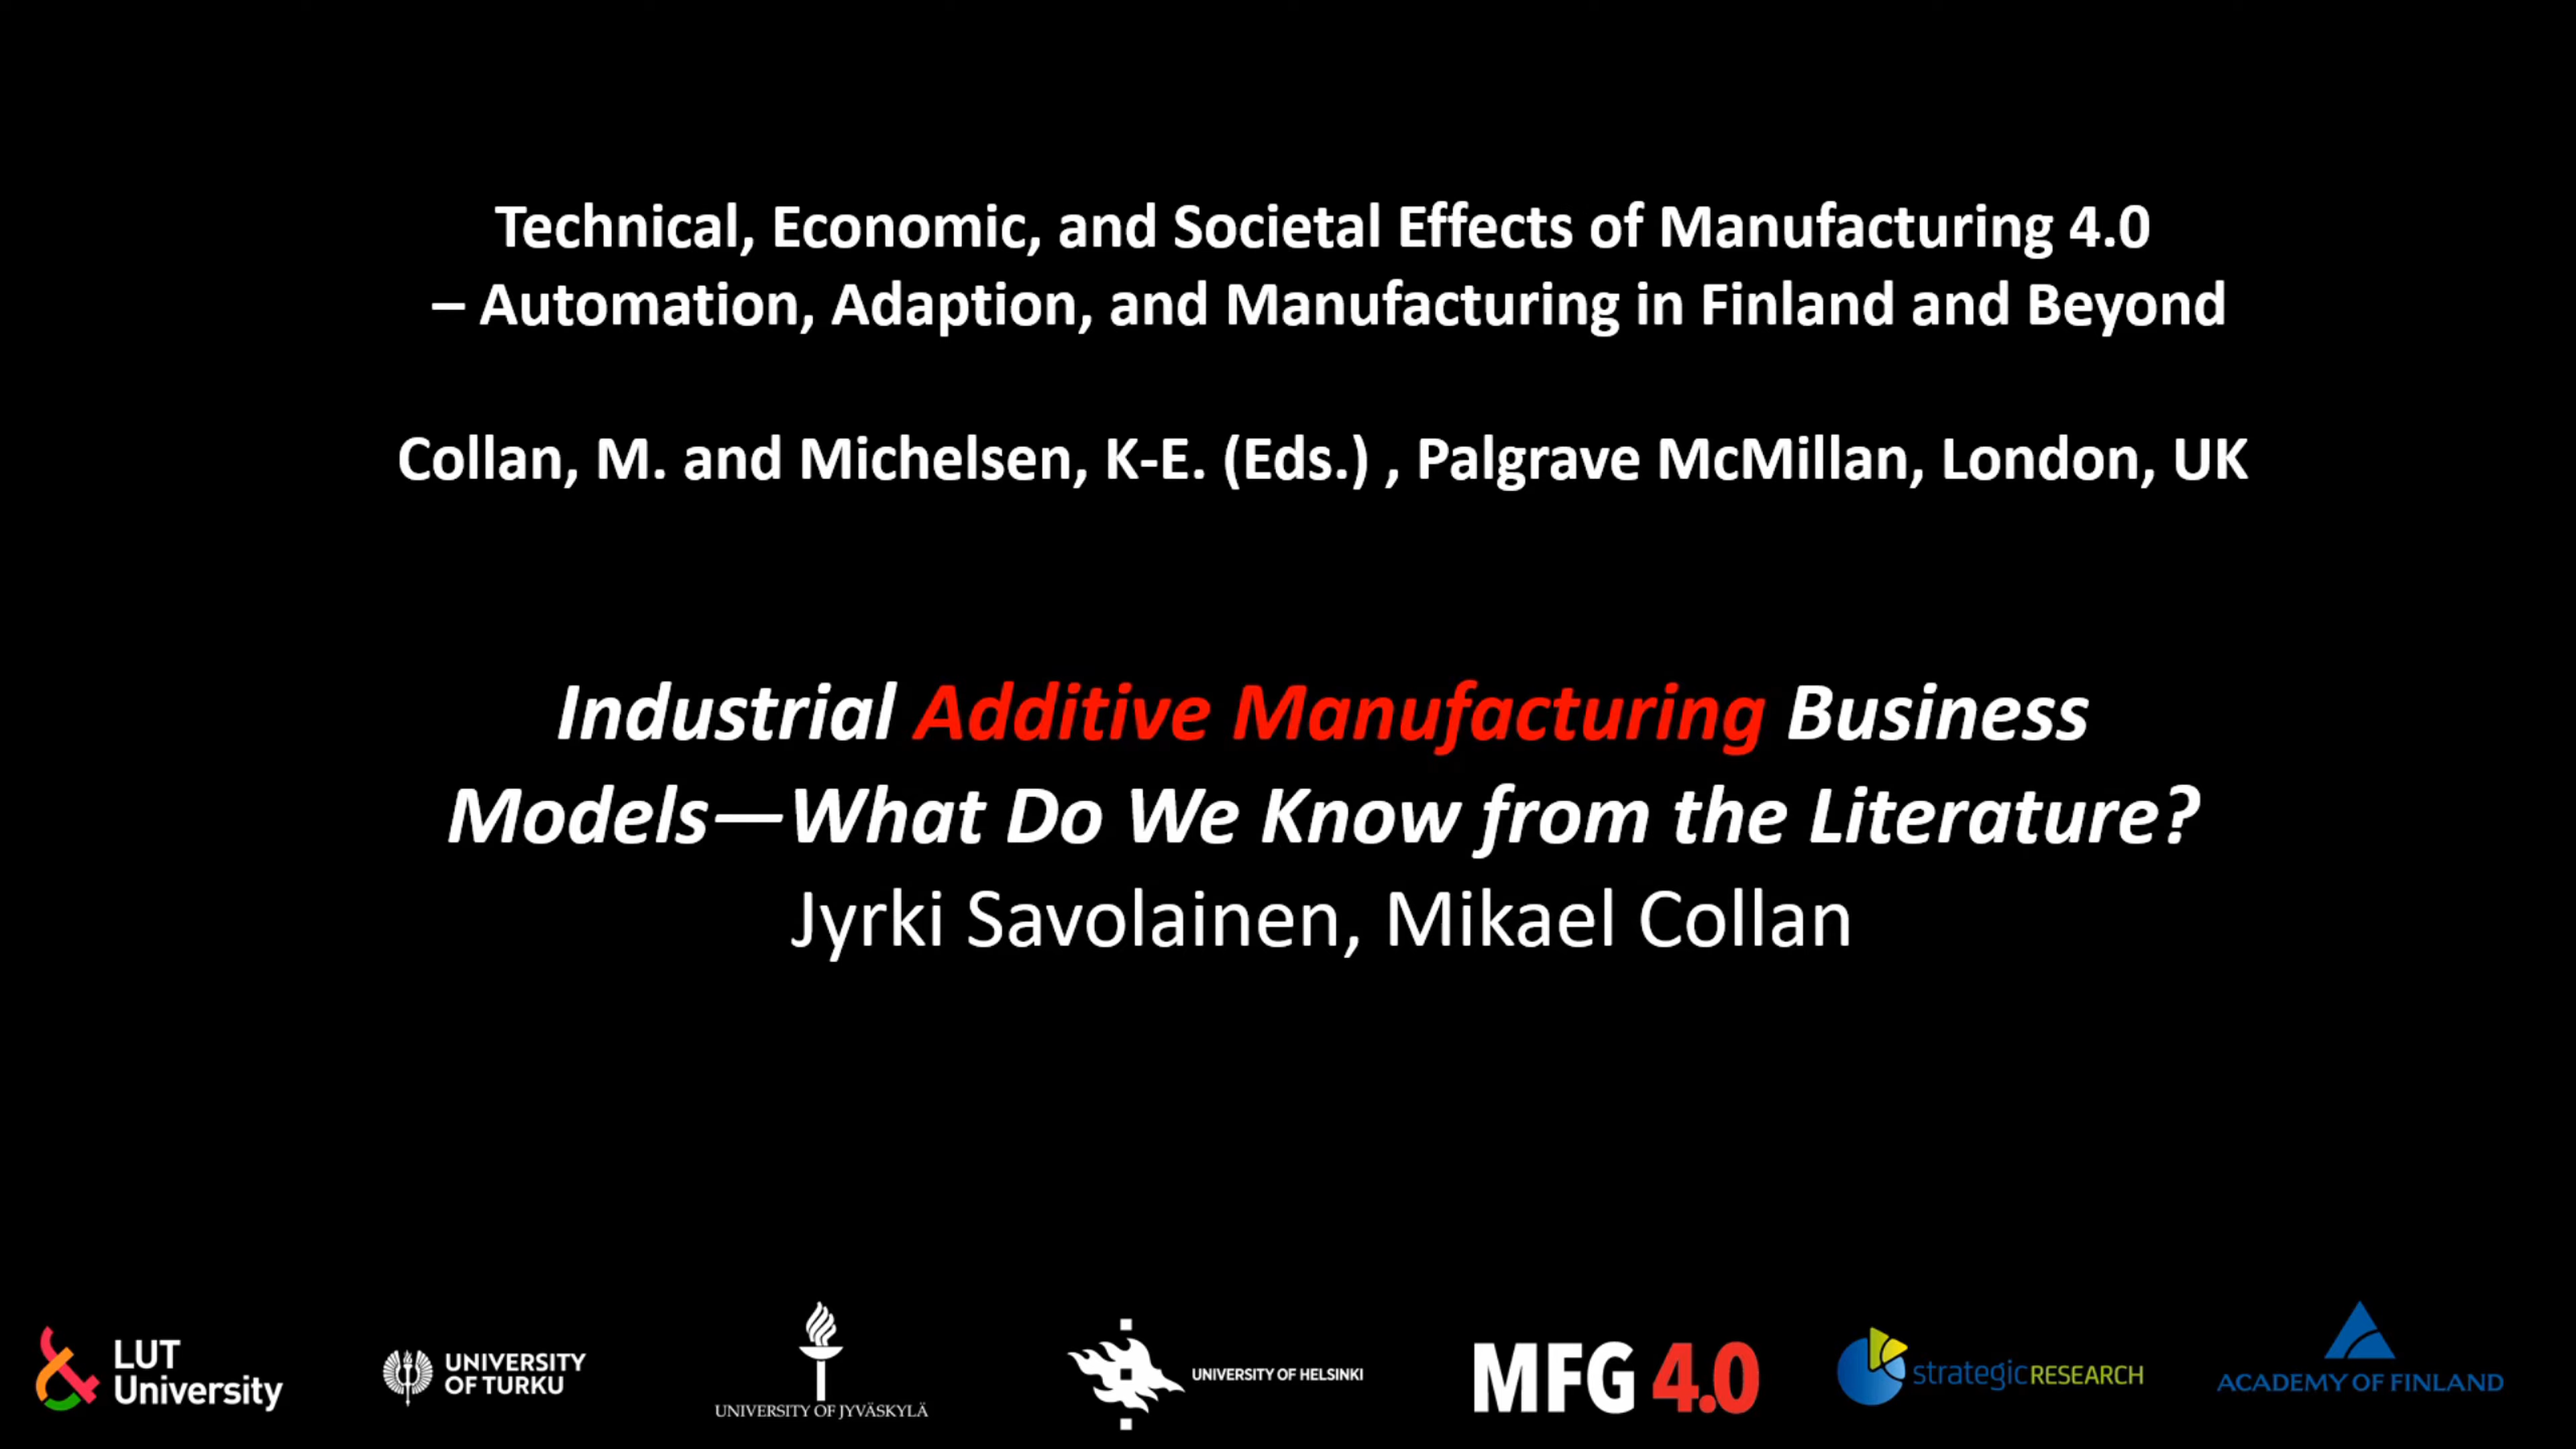 Technical, Economic, and Societal Effects of Manufacturing 4.0
– Automation, Adaption, and Manufacturing in Finland and Beyond
Collan, M. and Michelsen, K-E. (Eds.) , Palgrave McMillan, London, UK
Industrial Additive Manufacturing Business
Models—What Do We Know from the Literature?
Jyrki Savolainen, Mikael Collan
LUT
University
UNIVERSITY
OF TURKU
UNIVERSITY OF JYVÄSKYLÄ
UNIVERSITY OF HELSINKI
MFG 4.0
strategicRESEARCH
ACADEMY OF FINLAND